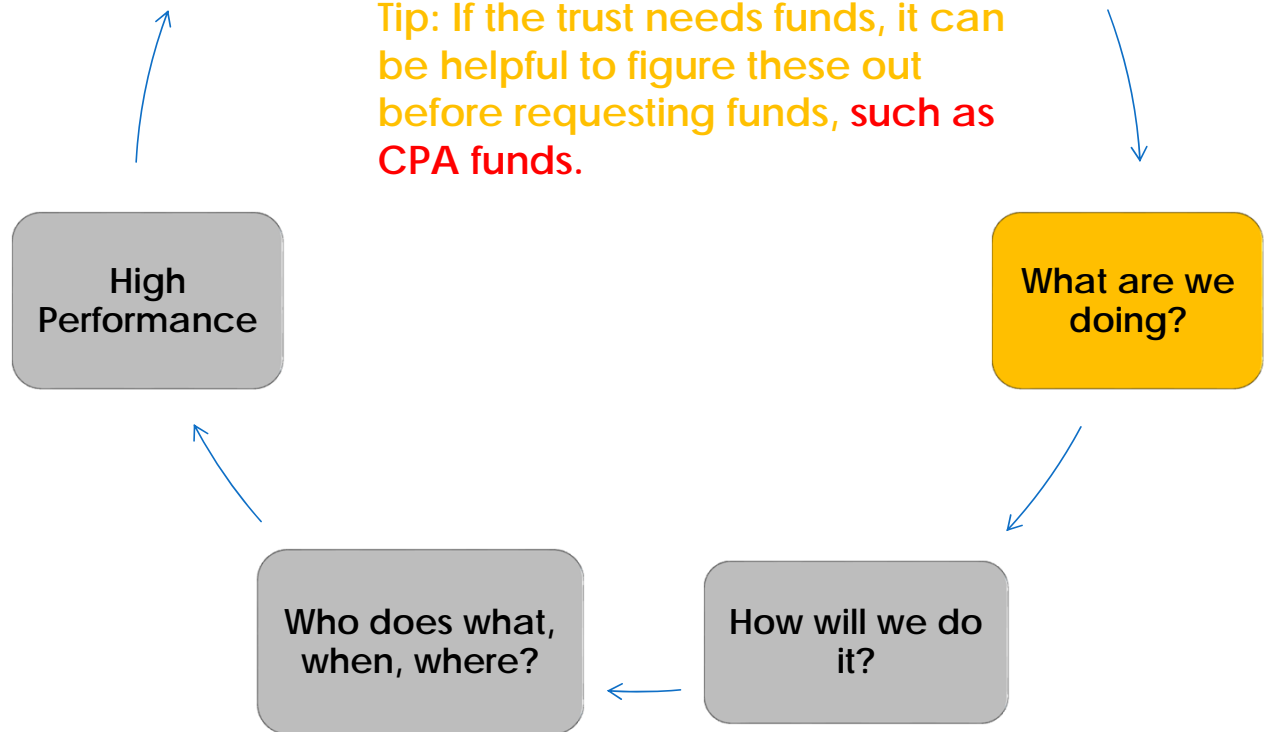 Tip: If the trust needs funds, it can
be helpful to figure these out
before requesting funds, such as
CPA funds.
High
Performance
What are we
doing?
Who does what,
when, where?
How will we do
it?